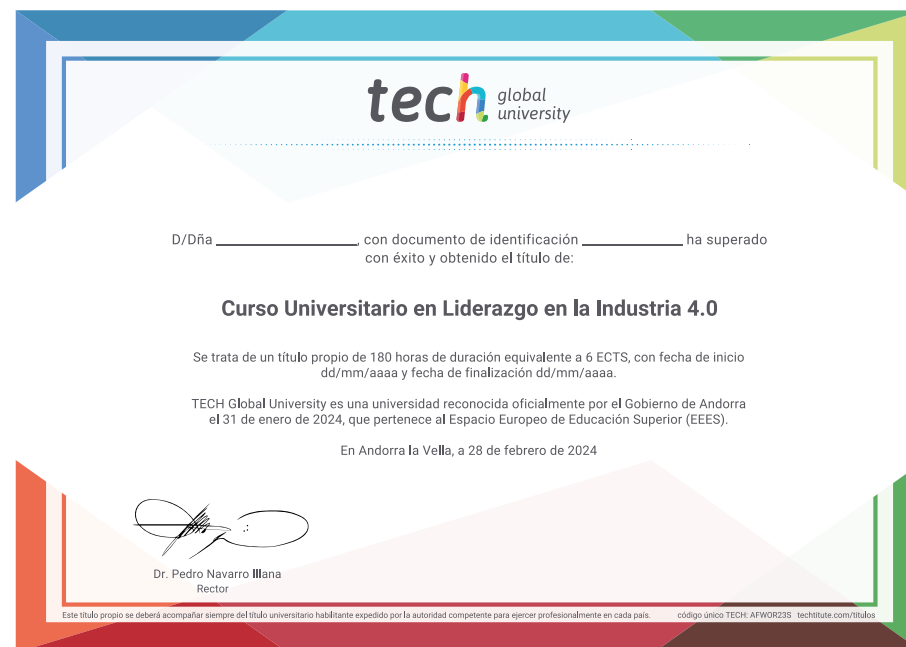 tech global university
D/Dña ____________________, con documento de identificación ______________ ha superado
con éxito y obtenido el título de:
Curso Universitario en Liderazgo en la Industria 4.0
Se trata de un título propio de 180 horas de duración equivalente a 6 ECTS, con fecha de inicio
dd/mm/aaaa y fecha de finalización dd/mm/aaaa.
TECH Global University es una universidad reconocida oficialmente por el Gobierno de Andorra
el 31 de enero de 2024, que pertenece al Espacio Europeo de Educación Superior (EEES).
En Andorra la Vella, a 28 de febrero de 2024
Dr. Pedro Navarro Illana
Rector
Este título propio se deberá acompañar siempre del título universitario habilitante expedido por la autoridad competente para ejercer profesionalmente en cada país. código único TECH: AFWOR23S techtitute.com/titulos